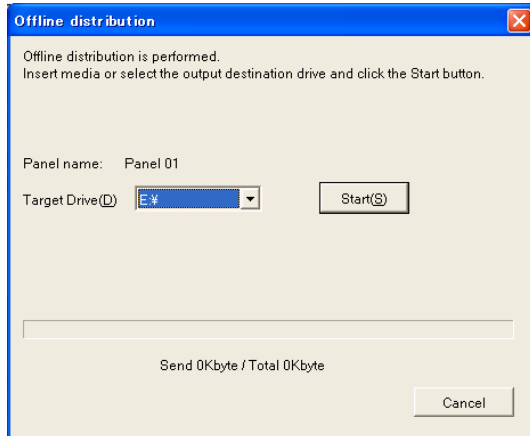 Offline distribution
Offline distribution is performed.
Insert media or select the output destination drive and click the Start button.
Panel name: Panel 01
Target Drive(D) E:¥ Start(S)
Send 0Kbyte / Total 0Kbyte
Cancel